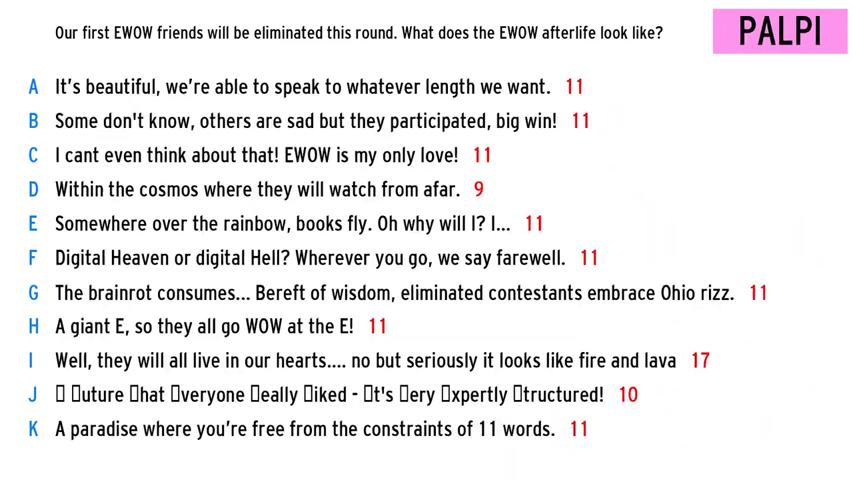 Our first EWOW friends will be eliminated this round. What does the EWOW afterlife look like?
PALPI
A It's beautiful, we're able to speak to whatever length we want. 11
B Some don't know, others are sad but they participated, big win! 11
C I cant even think about that! EWOW is my only love! 11
D Within the cosmos where they will watch from afar. 9
E Somewhere over the rainbow, books fly. Oh why will I? I... 11
F Digital Heaven or digital Hell? Wherever you go, we say farewell. 11
G The brainrot consumes... Bereft of wisdom, eliminated contestants embrace Ohio rizz. 11
H A giant E, so they all go WOW at the E! 11
I Well, they will all live in our hearts.... no but seriously it looks like fire and lava 17
J ▯ ▯uture ▯hat ▯veryone ▯eally ▯iked - ▯t's ▯ery ▯xpertly ▯tructured! 10
K A paradise where you're free from the constraints of 11 words. 11